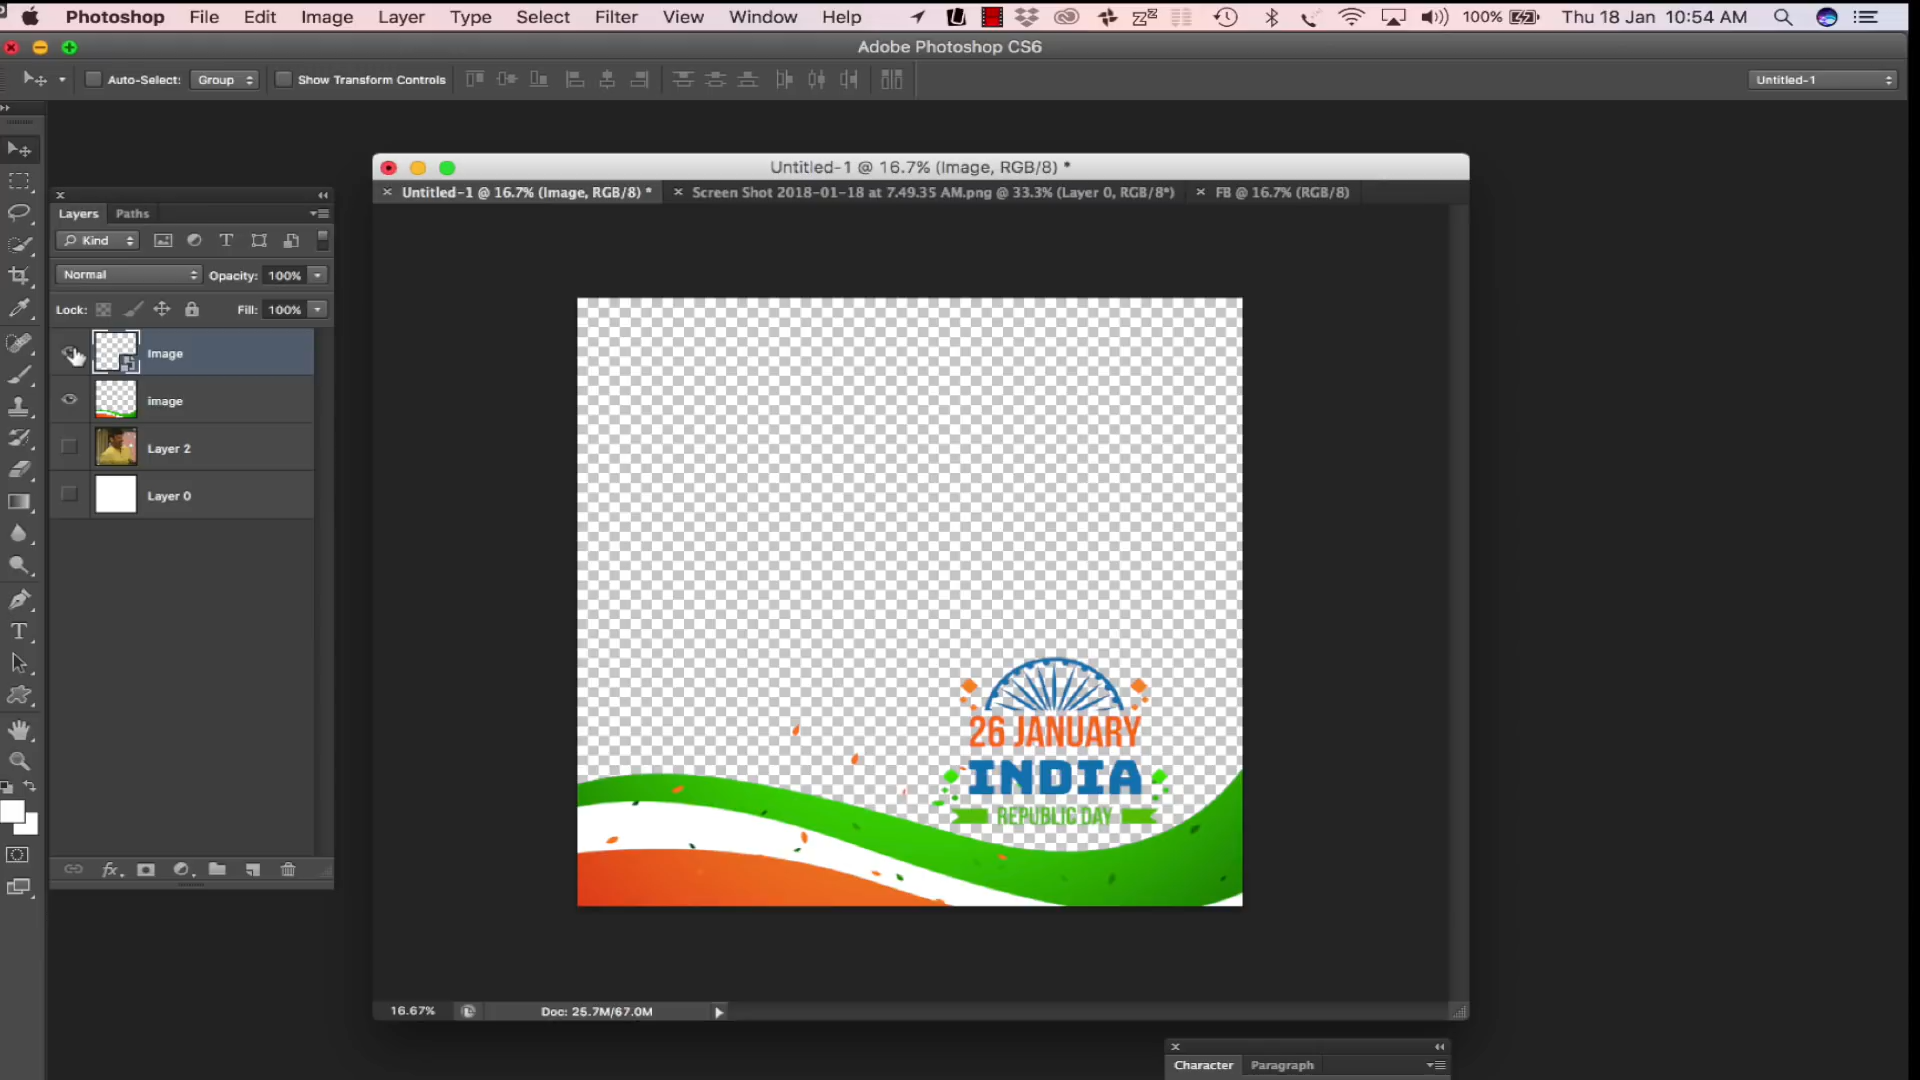 Photoshop File Edit Image Layer Type Select Filter View Window Help 100% Thu 18 Jan 10:54 AM
Adobe Photoshop CS6
Auto-Select: Group Show Transform Controls Untitled-1
Untitled-1 @ 16.7% (Image, RGB/8) *
Untitled-1 @ 16.7% (Image, RGB/8) * Screen Shot 2018-01-18 at 7.49.35 AM.png @ 33.3% (Layer 0, RGB/8*) FB @ 16.7% (RGB/8)
Layers Paths
Kind
Normal Opacity: 100%
Lock: Fill: 100%
Image
image
Layer 2
Layer 0
26 JANUARY
INDIA
REPUBLIC DAY
16.67% Doc: 25.7M/67.0M
Character Paragraph